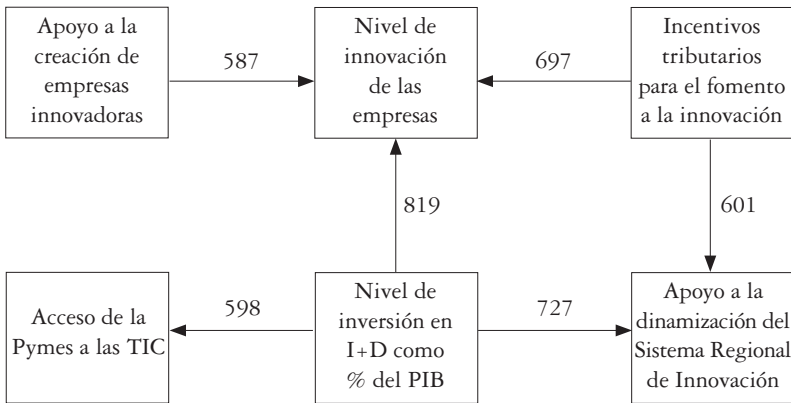 Apoyo a la
creación de
empresas
innovadoras
587
Nivel de
innovación
de las
empresas
697
Incentivos
tributarios
para el fomento
a la innovación
819
601
Acceso de la
Pymes a las TIC
598
Nivel de
inversión en
I+D como
% del PIB
727
Apoyo a la
dinamización del
Sistema Regional
de Innovación